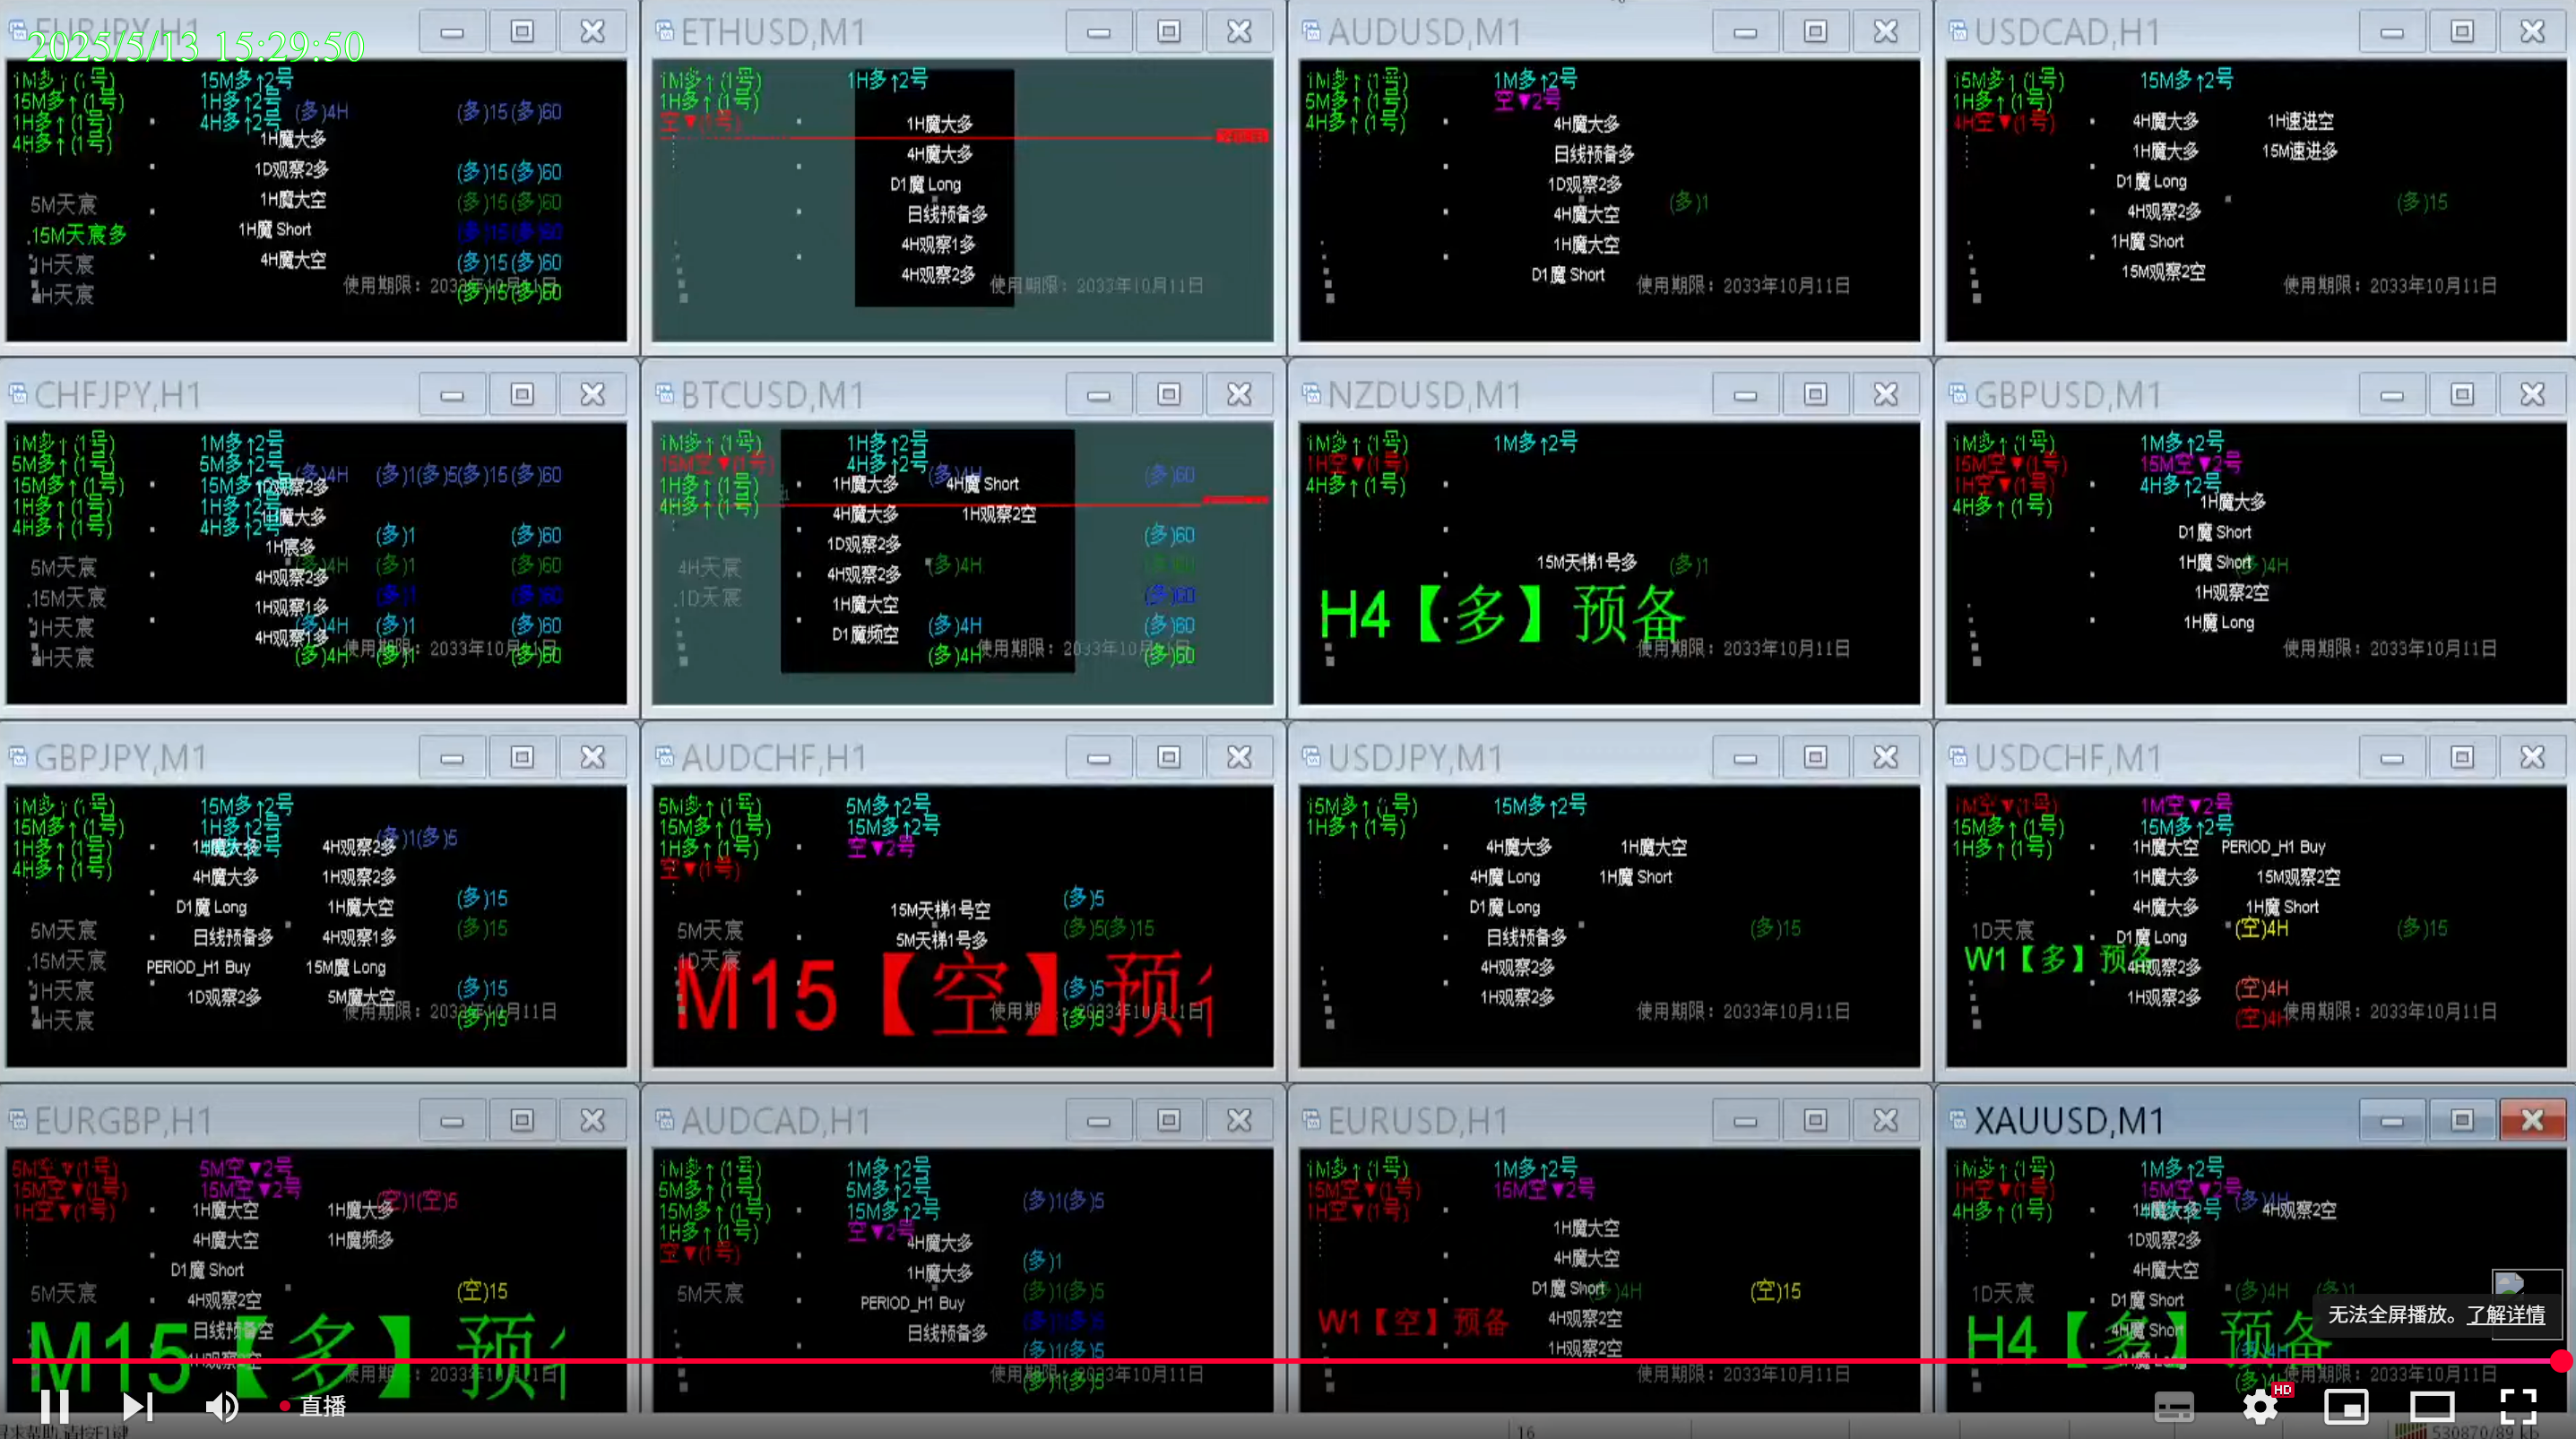 EURJPY,H1
2025/5/13 15:29:50
1M多↑(1号)
15M多↑(1号)
1H多↑(1号)
4H多↑(1号)
15M多↑2号
1H多↑2号
4H多↑2号
(多)4H
(多)15(多)60
1H魔大多
1D观察2多
(多)15(多)60
1H魔大空
(多)15(多)60
5M天宸
1H魔 Short
(多)15(多)60
.15M天宸多
4H魔大空
(多)15(多)60
1H天宸
使用期限：2033年10月11日
(多)15(多)60
4H天宸
ETHUSD,M1
1M多↑(1号)
1H多↑(1号)
空▼(1号)
1H多↑2号
1H魔大多
4H魔大多
D1魔 Long
日线预备多
4H观察1多
4H观察2多
使用期限：2033年10月11日
AUDUSD,M1
1M多↑(1号)
5M多↑(1号)
4H多↑(1号)
1M多↑2号
空▼2号
4H魔大多
日线预备多
1D观察2多
(多)1
4H魔大空
1H魔大空
D1魔 Short
使用期限：2033年10月11日
USDCAD,H1
15M多↑(1号)
1H多↑(1号)
4H空▼(1号)
15M多↑2号
4H魔大多
1H速进空
1H魔大多
15M速进多
D1魔 Long
4H观察2多
(多)15
1H魔 Short
15M观察2空
使用期限：2033年10月11日
CHFJPY,H1
1M多↑(1号)
5M多↑(1号)
15M多↑(1号)
1H多↑(1号)
4H多↑(1号)
1M多↑2号
5M多↑2号
15M多↑2号
1H多↑2号
4H多↑2号
(多)4H
(多)1(多)5(多)15(多)60
1D观察2多
1H魔大多
(多)1
(多)60
1H宸多
(多)4H
(多)1
(多)60
5M天宸
4H观察2多
(多)1
(多)60
.15M天宸
1H观察1多
(多)4H
(多)1
(多)60
1H天宸
4H观察1多
使用期限：2033年10月11日
(多)4H
(多)1
(多)60
4H天宸
BTCUSD,M1
1M多↑(1号)
15M空▼(1号)
1H多↑(1号)
4H多↑(1号)
1H多↑2号
4H多↑2号
(多)4H
(多)60
1H魔大多
4H魔 Short
4H魔大多
1H观察2空
(多)60
1D观察2多
(多)4H
4H天宸
4H观察2多
(多)60
.1D天宸
1H魔大空
(多)4H
(多)60
D1魔频空
(多)4H
使用期限：2033年10月11日
(多)60
NZDUSD,M1
1M多↑(1号)
1H空▼(1号)
4H多↑(1号)
1M多↑2号
15M天梯1号多
(多)1
H4【多】预备
使用期限：2033年10月11日
GBPUSD,M1
1M多↑(1号)
15M空▼(1号)
1H空▼(1号)
4H多↑(1号)
1M多↑2号
15M空▼2号
4H多↑2号
1H魔大多
D1魔 Short
1H魔 Short
(多)4H
1H观察2空
1H魔 Long
使用期限：2033年10月11日
GBPJPY,M1
1M多↑(1号)
15M多↑(1号)
1H多↑(1号)
4H多↑(1号)
15M多↑2号
1H多↑2号
4H多↑2号
(多)1(多)5
1H魔大多
4H观察2多
4H魔大多
1H观察2多
(多)15
D1魔 Long
1H魔大空
(多)15
5M天宸
日线预备多
4H观察1多
.15M天宸
PERIOD_H1 Buy
15M魔 Long
(多)15
1H天宸
1D观察2多
5M魔大空
使用期限：2033年10月11日
(多)15
4H天宸
AUDCHF,H1
5M多↑(1号)
15M多↑(1号)
1H多↑(1号)
空▼(1号)
5M多↑2号
15M多↑2号
空▼2号
15M天梯1号空
(多)5
5M天宸
5M天梯1号多
(多)5(多)15
.1D天宸
M15【空】预
(多)5
使用期限：2033年10月11日
(多)5
USDJPY,M1
15M多↑(1号)
1H多↑(1号)
15M多↑2号
4H魔大多
1H魔大空
4H魔 Long
1H魔 Short
D1魔 Long
日线预备多
(多)15
4H观察2多
1H观察2多
使用期限：2033年10月11日
USDCHF,M1
1M空▼(1号)
15M多↑(1号)
1H多↑(1号)
1M空▼2号
15M多↑2号
1H魔大空
PERIOD_H1 Buy
1H魔大多
15M观察2空
4H魔大多
1H魔 Short
1D天宸
D1魔 Long
(空)4H
(多)15
W1【多】预备
4H观察2多
1H观察2多
(空)4H
(空)4H
使用期限：2033年10月11日
EURGBP,H1
5M空▼(1号)
15M空▼(1号)
1H空▼(1号)
5M空▼2号
15M空▼2号
(空)1(空)5
1H魔大空
1H魔大多
4H魔大空
1H魔频多
D1魔 Short
5M天宸
4H观察2空
(空)15
日线预备空
M15【多】预
1H观察2空
使用期限：2033年10月11日
AUDCAD,H1
1M多↑(1号)
5M多↑(1号)
15M多↑(1号)
1H多↑(1号)
空▼(1号)
1M多↑2号
5M多↑2号
15M多↑2号
空▼2号
(多)1(多)5
4H魔大多
1H魔大多
(多)1
5M天宸
PERIOD_H1 Buy
(多)1(多)5
日线预备多
(多)1(多)5
(多)1(多)5
使用期限：2033年10月11日
(多)1(多)5
EURUSD,H1
1M多↑(1号)
15M空▼(1号)
1H空▼(1号)
1M多↑2号
15M空▼2号
1H魔大空
4H魔大空
D1魔 Short
(多)4H
(空)15
W1【空】预备
4H观察2空
1H观察2空
使用期限：2033年10月11日
XAUUSD,M1
1M多↑(1号)
1H空▼(1号)
4H多↑(1号)
1M多↑2号
15M空▼2号
4H多↑2号
(多)4H
1H魔大多
4H观察2空
1D观察2多
4H魔大空
1D天宸
D1魔 Short
(多)4H
(多)1
H4【多】预备
4H魔 Short
使用期限：2033年10月11日
无法全屏播放。了解详情
直播
HD
16
530870/89 kb